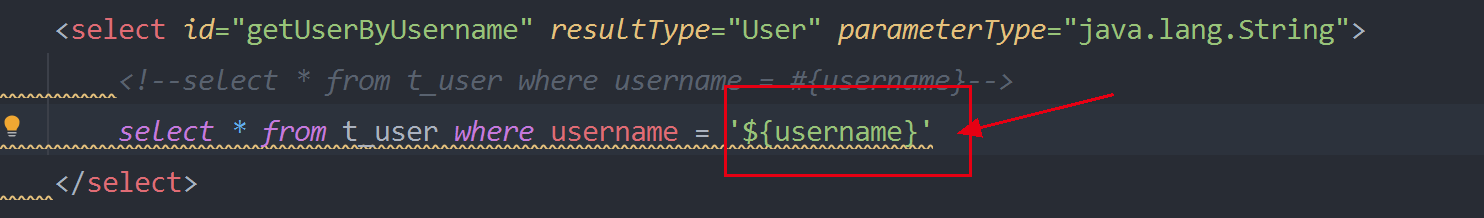 <select id="getUserByUsername" resultType="User" parameterType="java.lang.String">
<!--select * from t_user where username = #{username}-->
select * from t_user where username = '${username}'
</select>